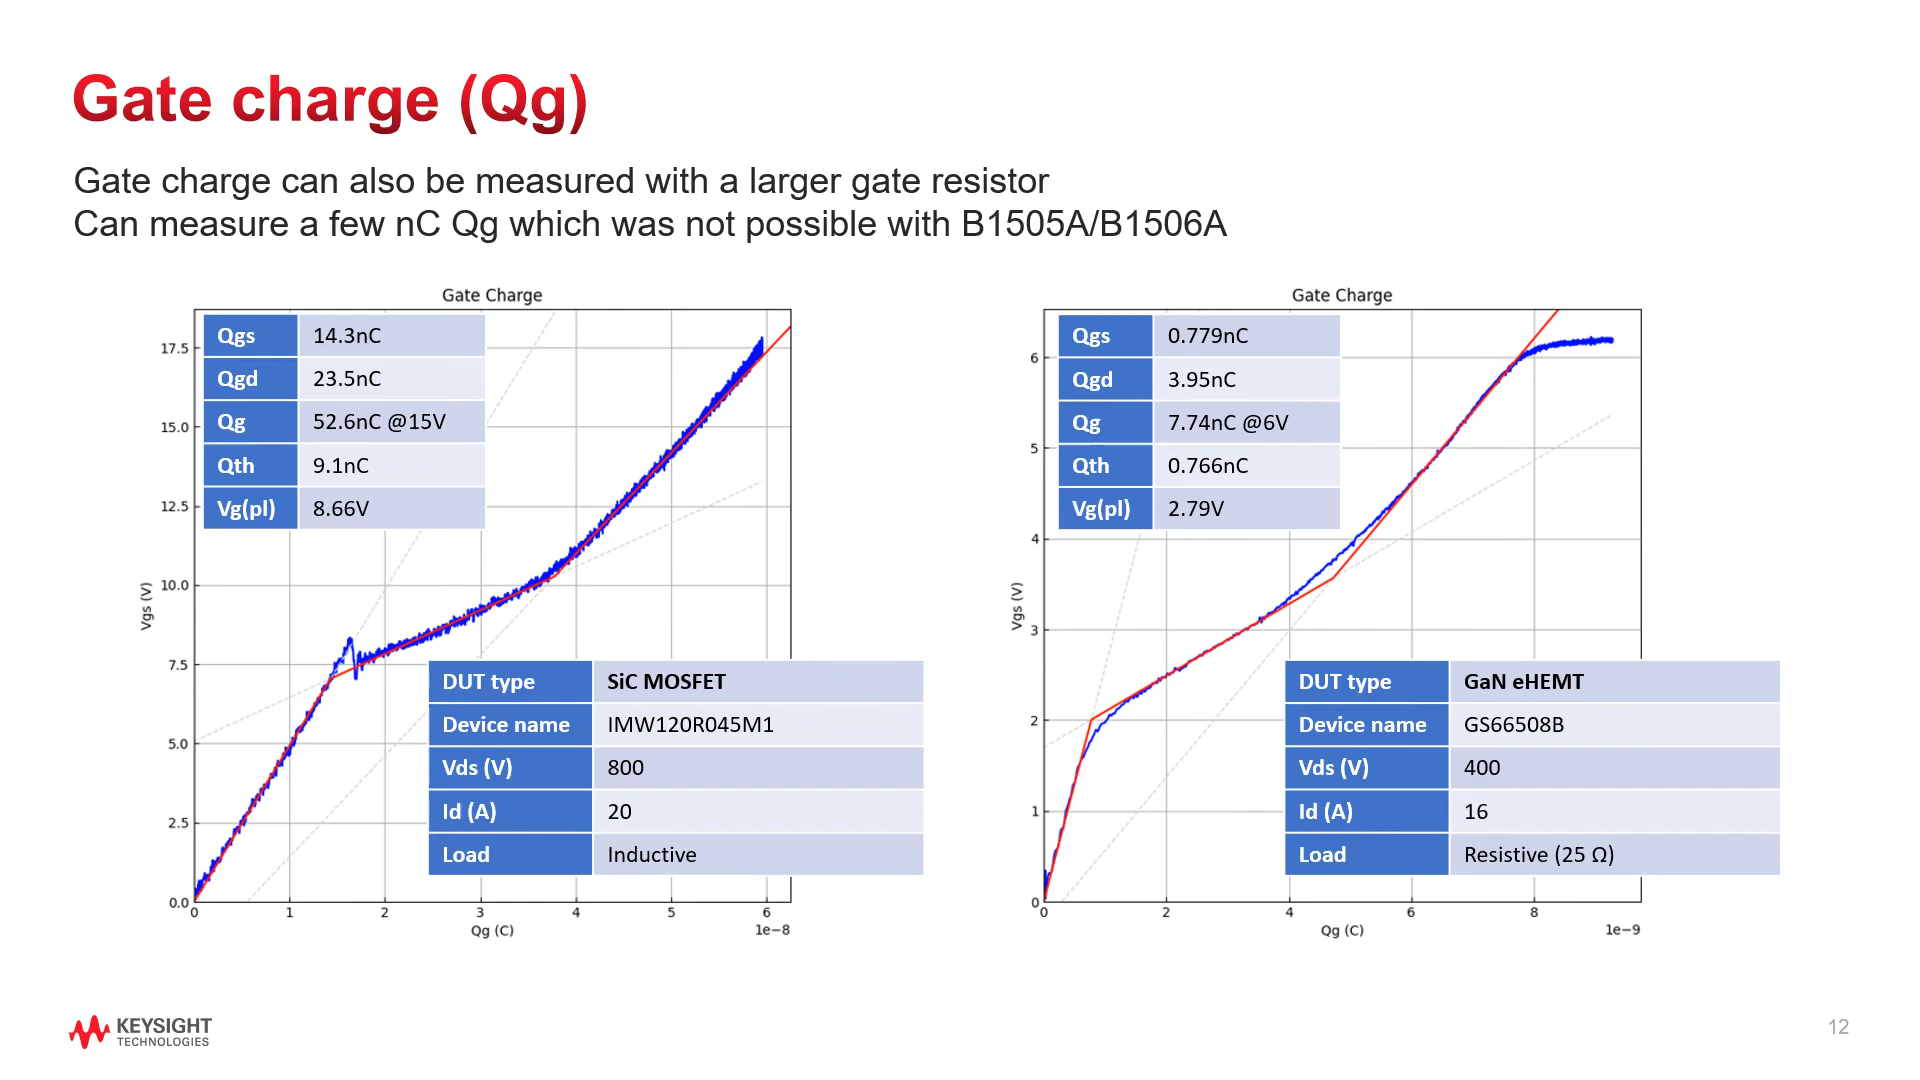 Gate charge (Qg)
Gate charge can also be measured with a larger gate resistor
Can measure a few nC Qg which was not possible with B1505A/B1506A
Gate Charge
Qgs 14.3nC
Qgd 23.5nC
Qg 52.6nC @15V
Qth 9.1nC
Vg(pl) 8.66V
17.5
15.0
12.5
10.0
7.5
5.0
2.5
0.0
Vgs (V)
0 1 2 3 4 5 6
Qg (C) 1e−8
DUT type SiC MOSFET
Device name IMW120R045M1
Vds (V) 800
Id (A) 20
Load Inductive
Gate Charge
Qgs 0.779nC
Qgd 3.95nC
Qg 7.74nC @6V
Qth 0.766nC
Vg(pl) 2.79V
6
5
4
3
2
1
0
Vgs (V)
0 2 4 6 8
Qg (C) 1e−9
DUT type GaN eHEMT
Device name GS66508B
Vds (V) 400
Id (A) 16
Load Resistive (25 Ω)
KEYSIGHT
TECHNOLOGIES
12